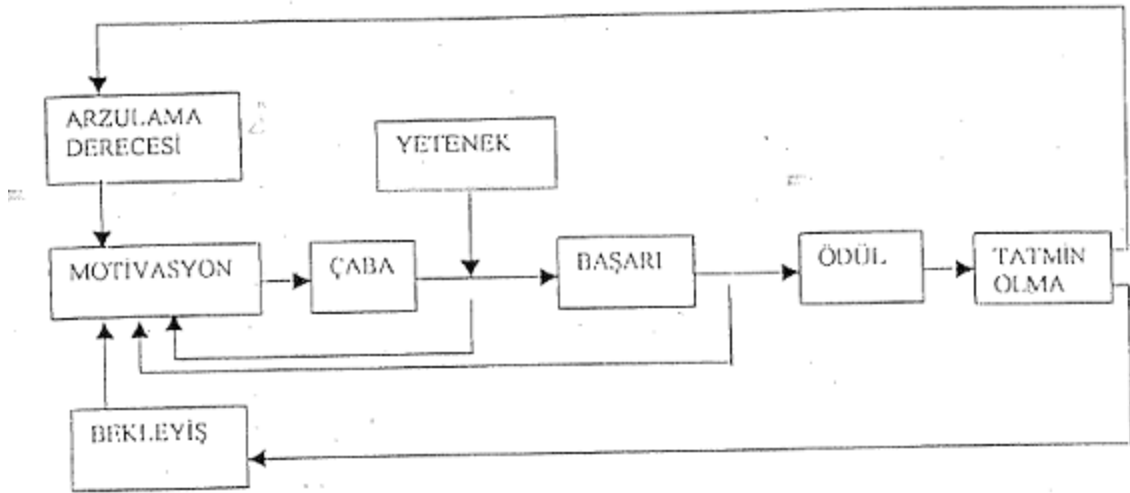 ARZULAMA
DERECESİ
YETENEK
MOTİVASYON
ÇABA
BAŞARI
ÖDÜL
TATMİN
OLMA
BEKLEYİŞ